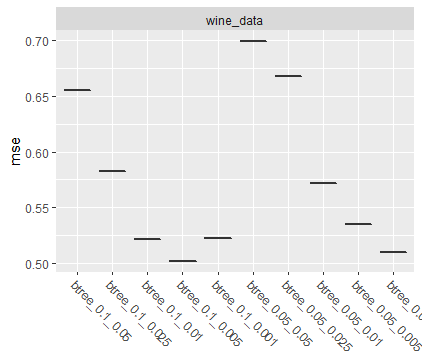 wine_data
0.70
0.65
0.60
0.55
0.50
mse
btree_0.1_0.05
btree_0.1_0.025
btree_0.1_0.01
btree_0.1_0.005
btree_0.1_0.001
btree_0.05_0.05
btree_0.05_0.025
btree_0.05_0.01
btree_0.05_0.005
btree_0.0